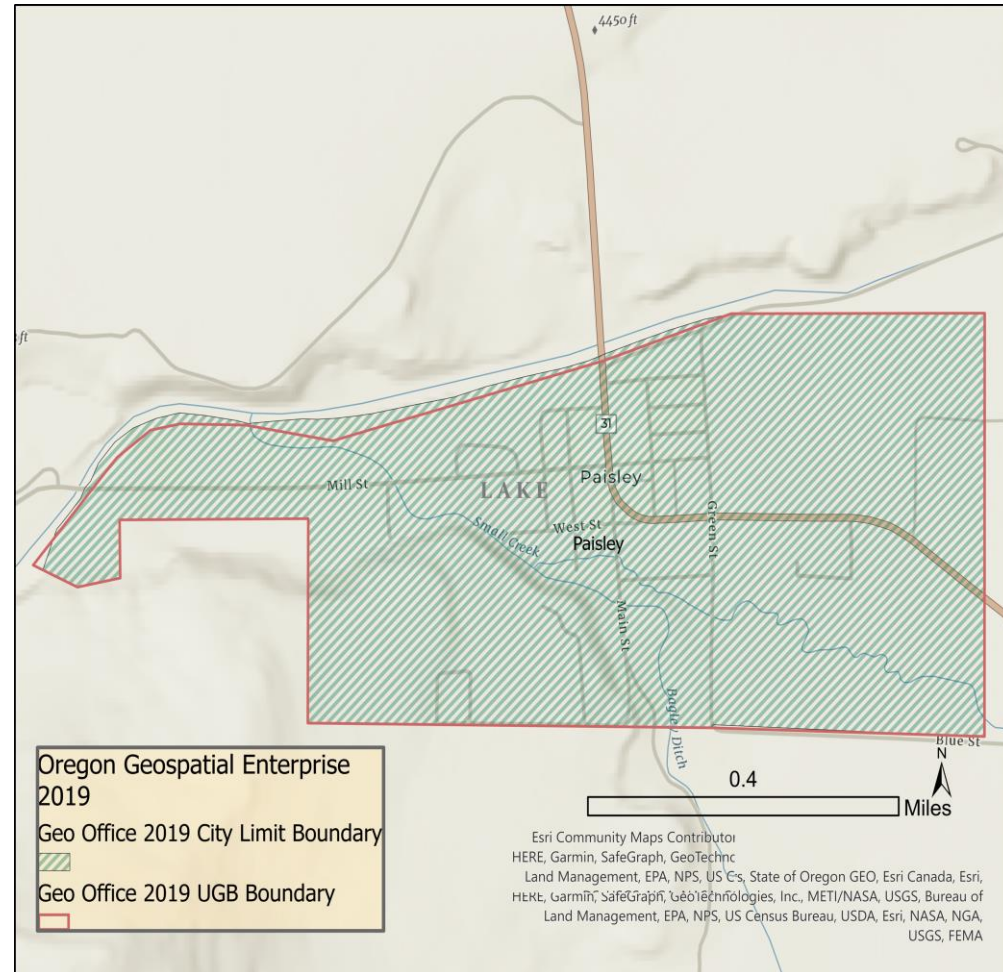 4450 ft
ft
31
Paisley
LAKE
Mill St
Small Creek
West St
Paisley
Green St
Main St
Bagley Ditch
Blue St
N
0.4
Miles
Oregon Geospatial Enterprise
2019
Geo Office 2019 City Limit Boundary
Geo Office 2019 UGB Boundary
Esri Community Maps Contributor
HERE, Garmin, SafeGraph, GeoTechnc
Land Management, EPA, NPS, US C s, State of Oregon GEO, Esri Canada, Esri,
HERE, Garmin, SafeGraph, GeoTechnologies, Inc., METI/NASA, USGS, Bureau of
Land Management, EPA, NPS, US Census Bureau, USDA, Esri, NASA, NGA,
USGS, FEMA